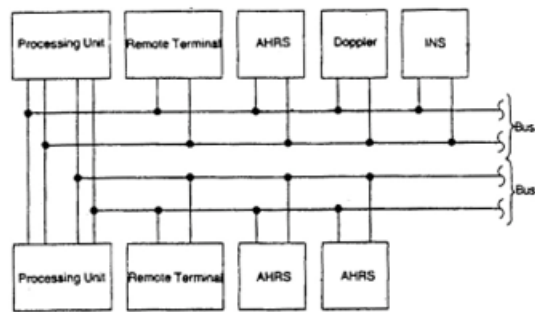 Processing Unit
Remote Terminal
AHRS
Doppler
INS
Bus
Bus
Processing Unit
Remote Terminal
AHRS
AHRS